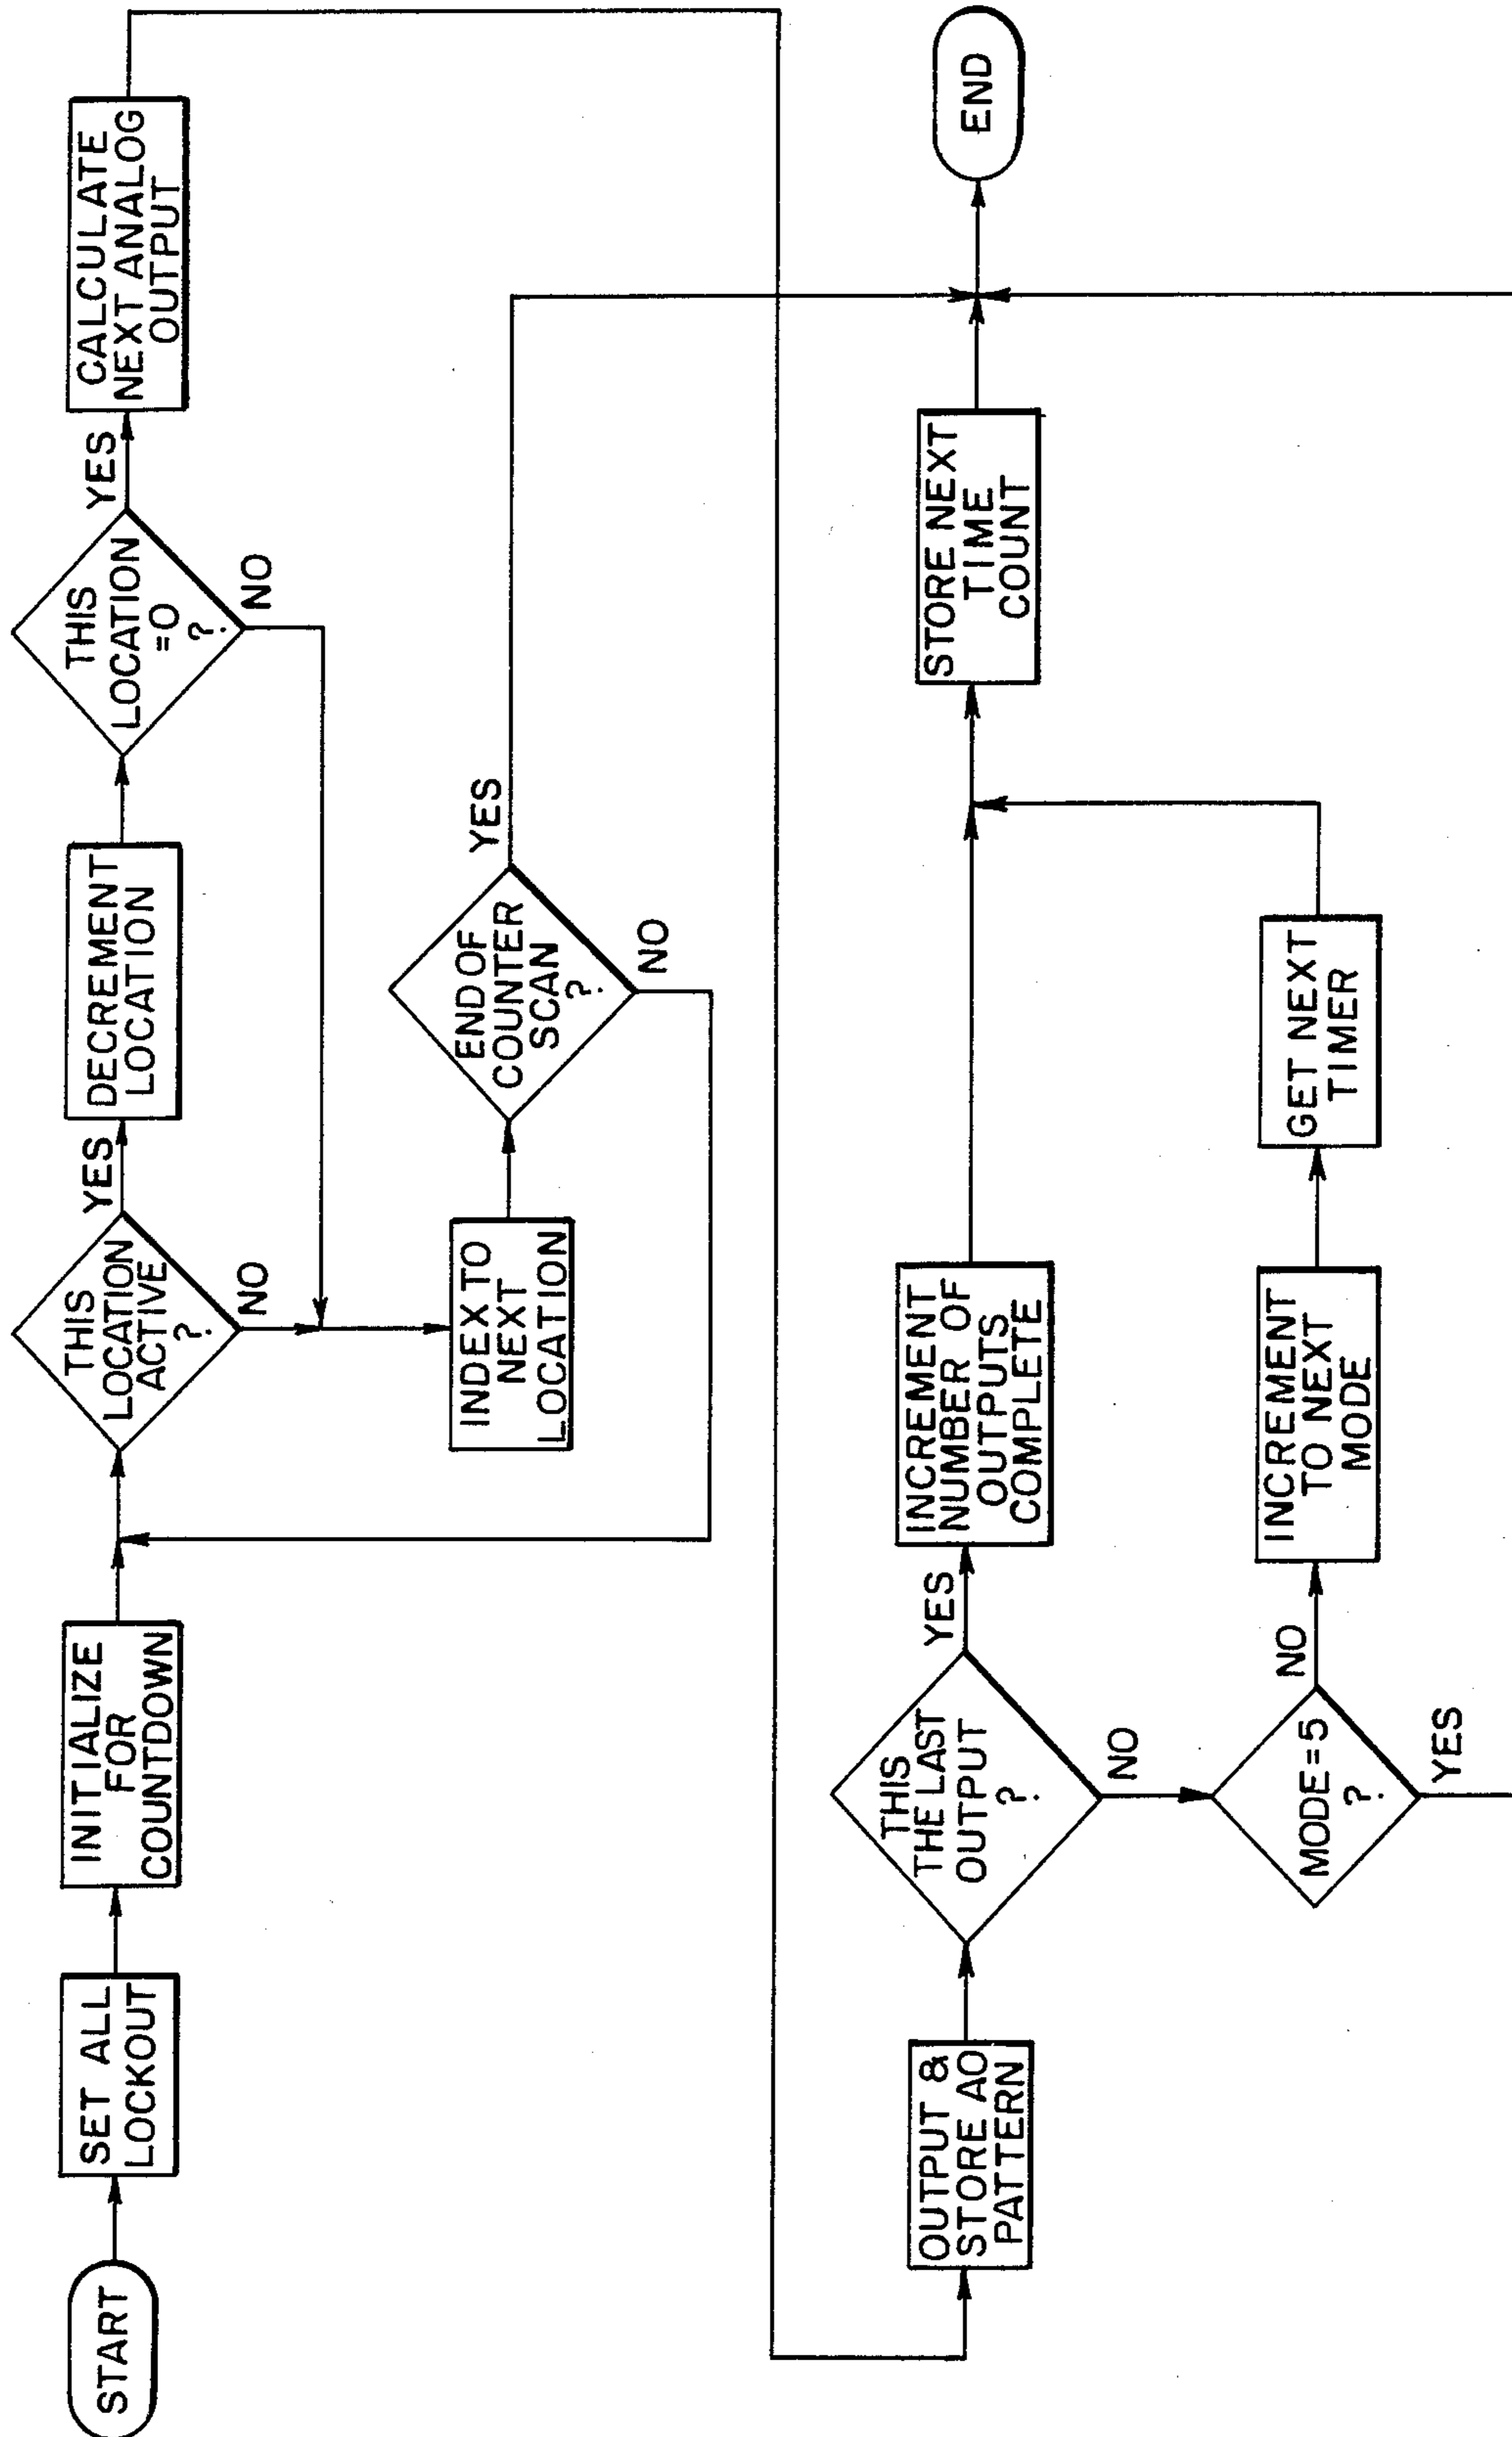 START
SET ALL
LOCKOUT
INITIALIZE
FOR
COUNTDOWN
THIS
LOCATION
ACTIVE
?
YES
NO
DECREMENT
LOCATION
THIS
LOCATION
=0
?
YES
NO
CALCULATE
NEXT ANALOG
OUTPUT
INDEX TO
NEXT
LOCATION
END OF
COUNTER
SCAN
?
YES
NO
OUTPUT &
STORE AO
PATTERN
THIS
THE LAST
OUTPUT
?
YES
NO
INCREMENT
NUMBER OF
OUTPUTS
COMPLETE
STORE NEXT
TIME
COUNT
END
MODE=5
?
NO
YES
INCREMENT
TO NEXT
MODE
GET NEXT
TIMER